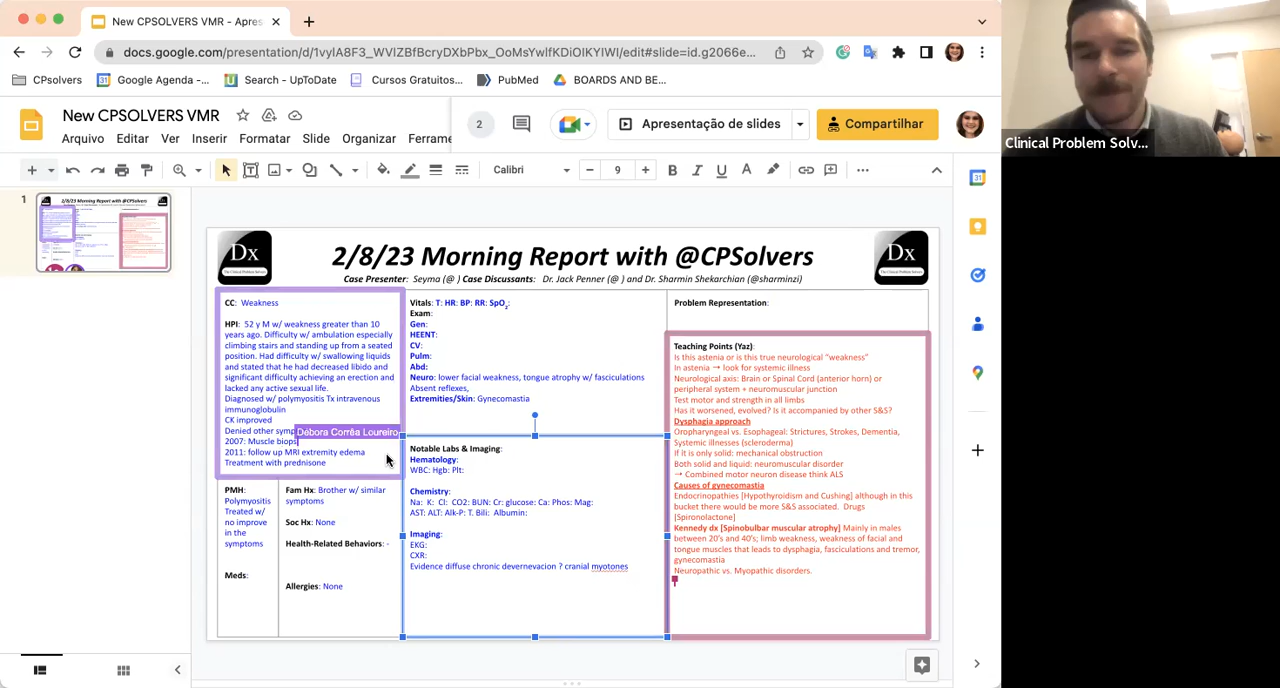 New CPSOLVERS VMR - Apres
docs.google.com/presentation/d/1vyIA8F3_WVIZBfBcryDXbPbx_OoMsYwlfKDiOIKYIWI/edit#slide=id.g2066e...
CPsolvers
Google Agenda -...
Search - UpToDate
Cursos Gratuitos...
PubMed
BOARDS AND BE...
New CPSOLVERS VMR
Arquivo Editar Ver Inserir Formatar Slide Organizar Ferrame
2
Apresentação de slides
Compartilhar
Calibri
9
B I U A
1
Dx
2/8/23 Morning Report with @CPSolvers
Case Presenter: Seyma (@ ) Case Discussants: Dr. Jack Penner (@ ) and Dr. Sharmin Shekarchian (@sharminzi)
Dx
CC: Weakness
HPI: 52 y M w/ weakness greater than 10
years ago. Difficulty w/ ambulation especially
climbing stairs and standing up from a seated
position. Had difficulty w/ swallowing liquids
and stated that he had decreased libido and
significant difficulty achieving an erection and
lacked any active sexual life.
Diagnosed w/ polymyositis Tx intravenous
immunoglobulin
CK improved
Denied other symp
Débora Corrêa Loureiro
2007: Muscle biops
2011: follow up MRI extremity edema
Treatment with prednisone
PMH:
Polymyositis
Treated w/
no improve
in the
symptoms
Meds:
Fam Hx: Brother w/ similar
symptoms
Soc Hx: None
Health-Related Behaviors: -
Allergies: None
Vitals: T: HR: BP: RR: SpO2:
Exam:
Gen:
HEENT:
CV:
Pulm:
Abd:
Neuro: lower facial weakness, tongue atrophy w/ fasciculations
Absent reflexes,
Extremities/Skin: Gynecomastia
Notable Labs & Imaging:
Hematology:
WBC: Hgb: Plt:
Chemistry:
Na: K: Cl: CO2: BUN: Cr: glucose: Ca: Phos: Mag:
AST: ALT: Alk-P: T. Bili: Albumin:
Imaging:
EKG:
CXR:
Evidence diffuse chronic devernevacion ? cranial myotones
Problem Representation:
Teaching Points (Yaz):
Is this astenia or is this true neurological "weakness"
In astenia → look for systemic illness
Neurological axis: Brain or Spinal Cord (anterior horn) or
peripheral system + neuromuscular junction
Test motor and strength in all limbs
Has it worsened, evolved? Is it accompanied by other S&S?
Dysphagia approach
Oropharyngeal vs. Esophageal: Strictures, Strokes, Dementia,
Systemic illnesses (scleroderma)
If it is only solid: mechanical obstruction
Both solid and liquid: neuromuscular disorder
→ Combined motor neuron disease think ALS
Causes of gynecomastia
Endocrinopathies [Hypothyroidism and Cushing] although in this
bucket there would be more S&S associated. Drugs
[Spironolactone]
Kennedy dx [Spinobulbar muscular atrophy] Mainly in males
between 20's and 40's; limb weakness, weakness of facial and
tongue muscles that leads to dysphagia, fasciculations and tremor,
gynecomastia
Neuropathic vs. Myopathic disorders.
Clinical Problem Solv...